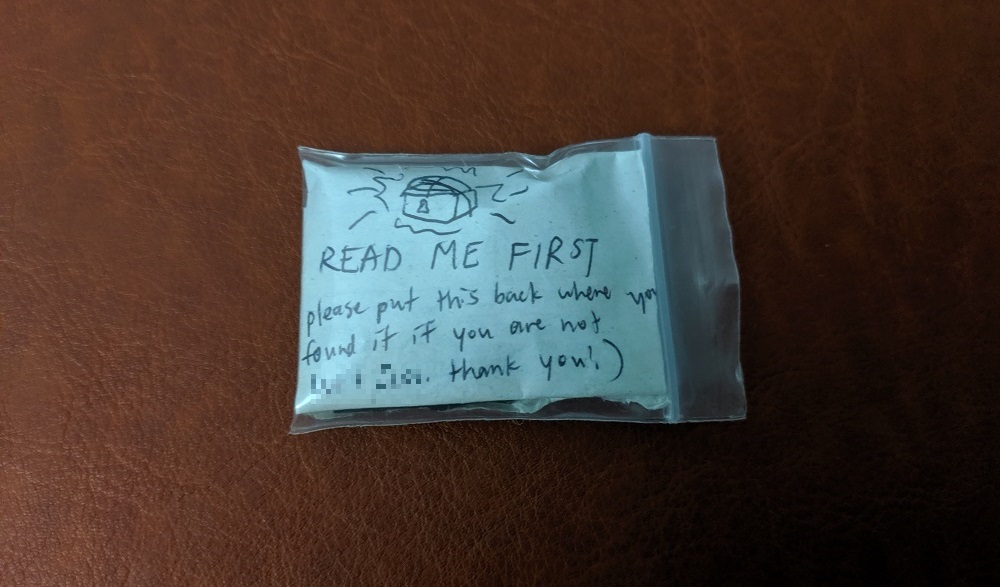 READ ME FIRST
please put this back where you
found it if you are not
thank you!)